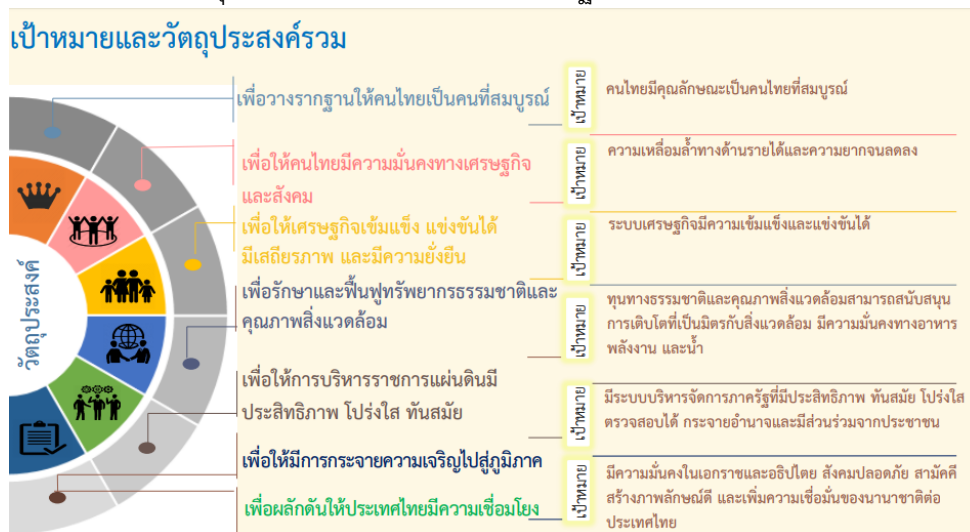 เป้าหมายและวัตถุประสงค์รวม
วัตถุประสงค์
เพื่อวางรากฐานให้คนไทยเป็นคนที่สมบูรณ์
เป้าหมาย
คนไทยมีคุณลักษณะเป็นคนไทยที่สมบูรณ์
เพื่อให้คนไทยมีความมั่นคงทางเศรษฐกิจ
และสังคม
เป้าหมาย
ความเหลื่อมล้ำทางด้านรายได้และความยากจนลดลง
เพื่อให้เศรษฐกิจเข้มแข็ง แข่งขันได้
มีเสถียรภาพ และมีความยั่งยืน
เป้าหมาย
ระบบเศรษฐกิจมีความเข้มแข็งและแข่งขันได้
เพื่อรักษาและฟื้นฟูทรัพยากรธรรมชาติและ
คุณภาพสิ่งแวดล้อม
เป้าหมาย
ทุนทางธรรมชาติและคุณภาพสิ่งแวดล้อมสามารถสนับสนุน
การเติบโตที่เป็นมิตรกับสิ่งแวดล้อม มีความมั่นคงทางอาหาร
พลังงาน และน้ำ
เพื่อให้การบริหารราชการแผ่นดินมี
ประสิทธิภาพ โปร่งใส ทันสมัย
เป้าหมาย
มีระบบบริหารจัดการภาครัฐที่มีประสิทธิภาพ ทันสมัย โปร่งใส
ตรวจสอบได้ กระจายอำนาจและมีส่วนร่วมจากประชาชน
เพื่อให้มีการกระจายความเจริญไปสู่ภูมิภาค
เพื่อผลักดันให้ประเทศไทยมีความเชื่อมโยง
เป้าหมาย
มีความมั่นคงในเอกราชและอธิปไตย สังคมปลอดภัย สามัคคี
สร้างภาพลักษณ์ดี และเพิ่มความเชื่อมั่นของนานาชาติต่อ
ประเทศไทย